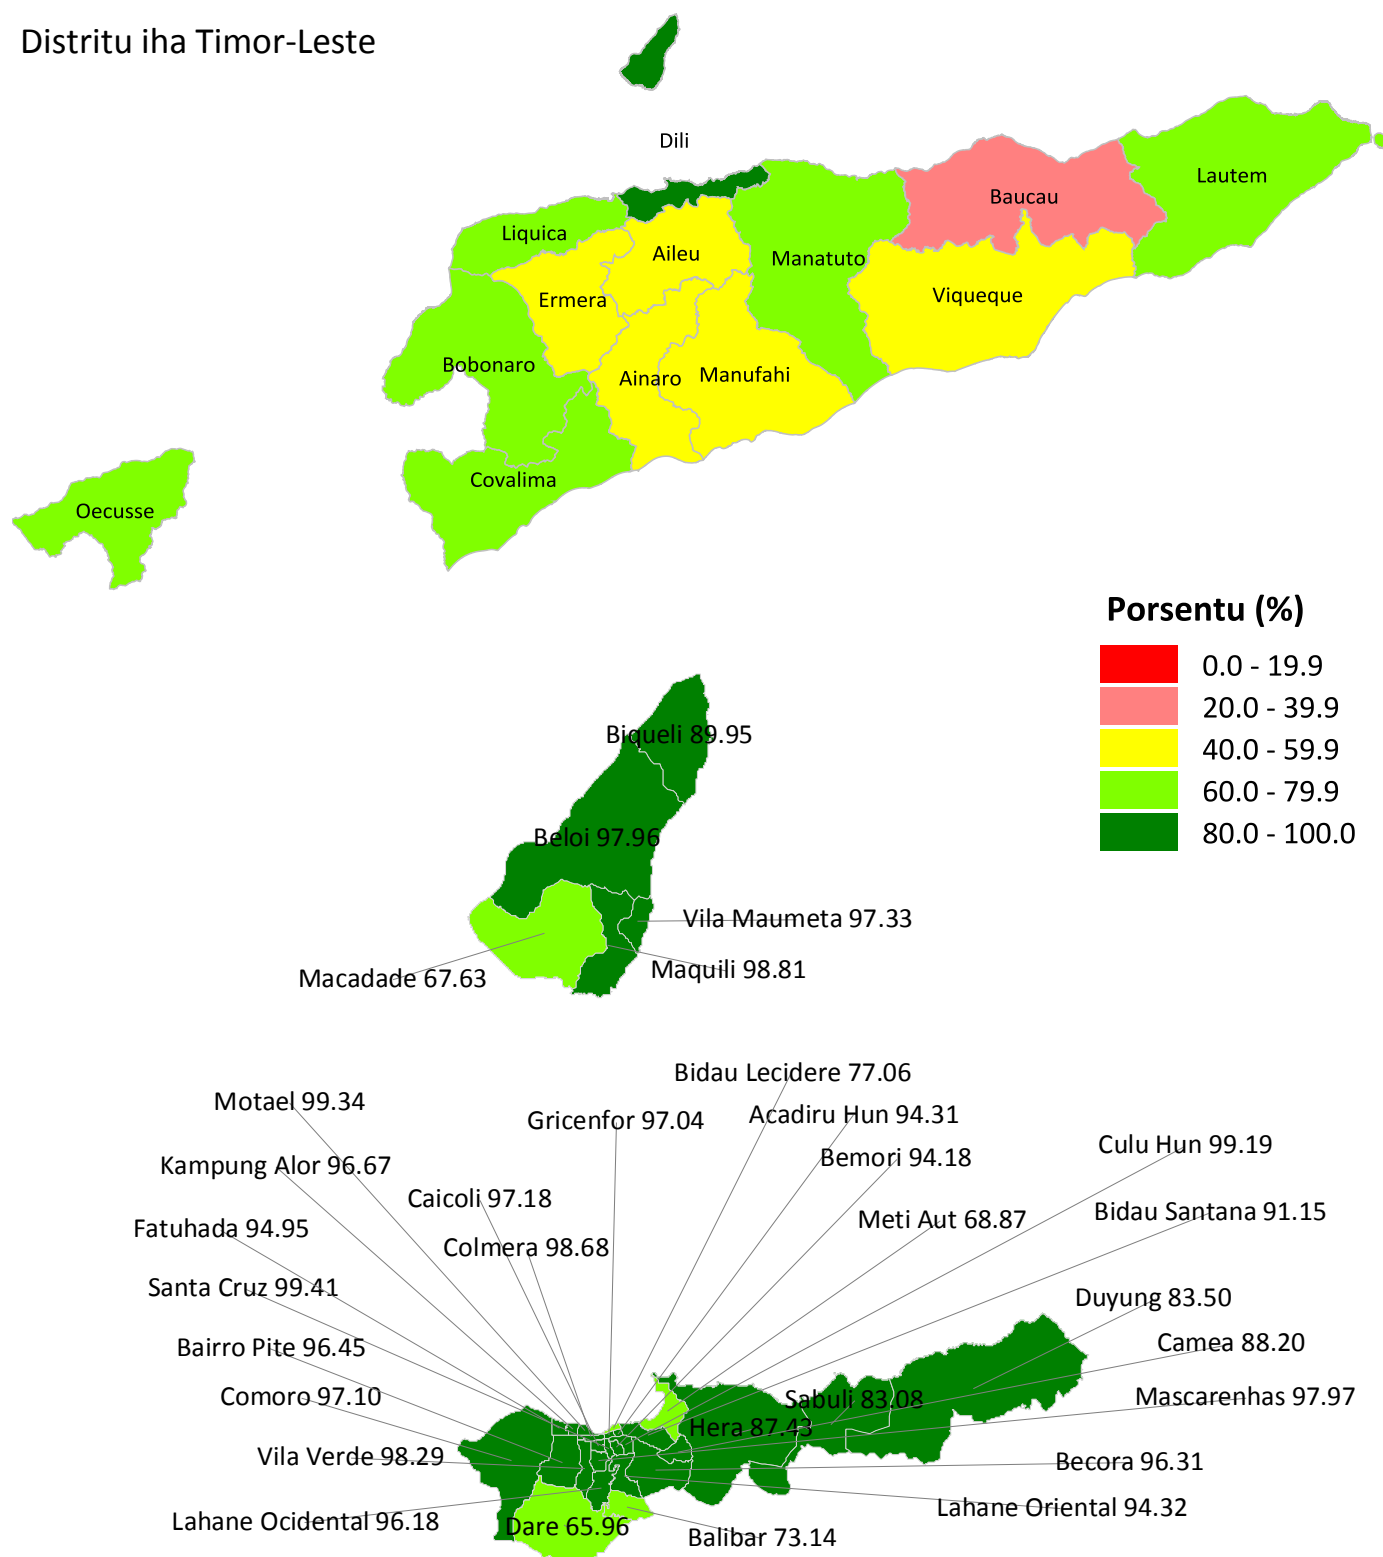 Distritu iha Timor-Leste
Dili
Lautem
Baucau
Liquica
Aileu
Manatuto
Ermera
Viqueque
Bobonaro
Ainaro
Manufahi
Covalima
Oecusse
Porsentu (%)
0.0 - 19.9
20.0 - 39.9
40.0 - 59.9
60.0 - 79.9
80.0 - 100.0
Biqueli 89.95
Beloi 97.96
Vila Maumeta 97.33
Maquili 98.81
Macadade 67.63
Bidau Lecidere 77.06
Motael 99.34
Gricenfor 97.04
Acadiru Hun 94.31
Culu Hun 99.19
Bemori 94.18
Kampung Alor 96.67
Caicoli 97.18
Meti Aut 68.87
Bidau Santana 91.15
Fatuhada 94.95
Colmera 98.68
Santa Cruz 99.41
Duyung 83.50
Bairro Pite 96.45
Camea 88.20
Comoro 97.10
Sabuli 83.08
Mascarenhas 97.97
Hera 87.43
Vila Verde 98.29
Becora 96.31
Lahane Oriental 94.32
Lahane Ocidental 96.18
Dare 65.96
Balibar 73.14